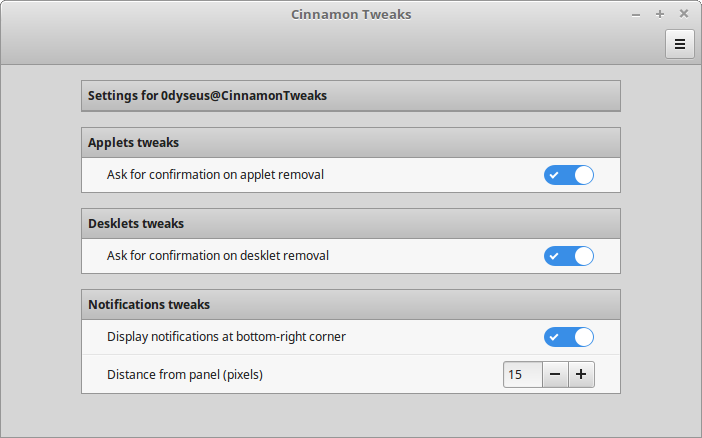 Cinnamon Tweaks
Settings for 0dyseus@CinnamonTweaks
Applets tweaks
Ask for confirmation on applet removal
Desklets tweaks
Ask for confirmation on desklet removal
Notifications tweaks
Display notifications at bottom-right corner
Distance from panel (pixels) 15